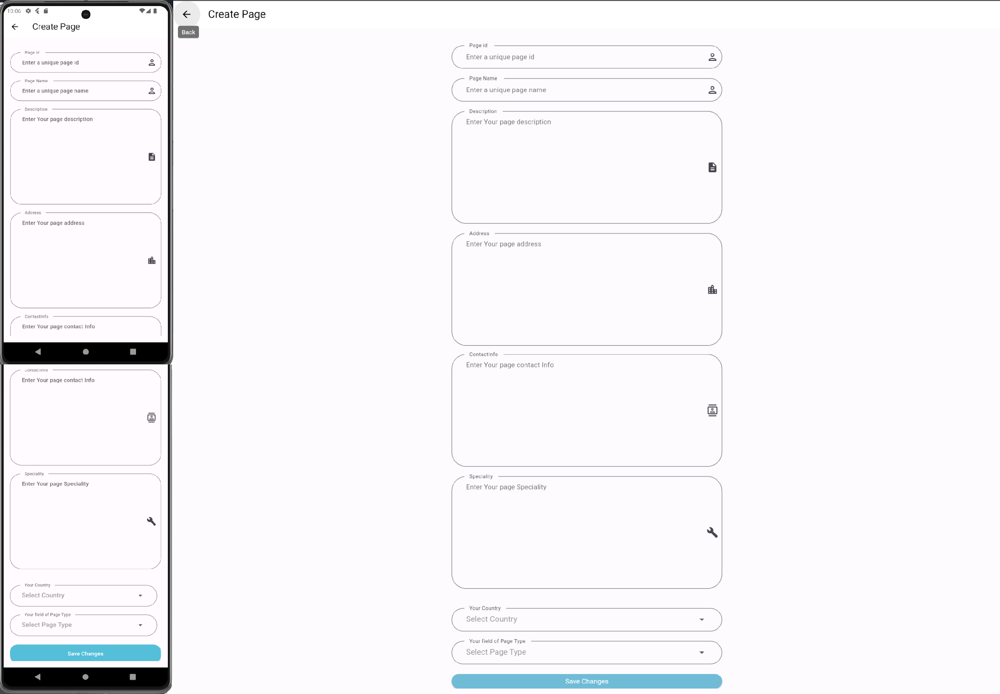 10:06
Create Page
Page id
Enter a unique page id
Page Name
Enter a unique page name
Description
Enter Your page description
Address
Enter Your page address
ContactInfo
Enter Your page contact Info
ContactInfo
Enter Your page contact Info
Speciality
Enter Your page Speciality
Your Country
Select Country
Your field of Page Type
Select Page Type
Save Changes
Create Page
Back
Page id
Enter a unique page id
Page Name
Enter a unique page name
Description
Enter Your page description
Address
Enter Your page address
ContactInfo
Enter Your page contact Info
Speciality
Enter Your page Speciality
Your Country
Select Country
Your field of Page Type
Select Page Type
Save Changes